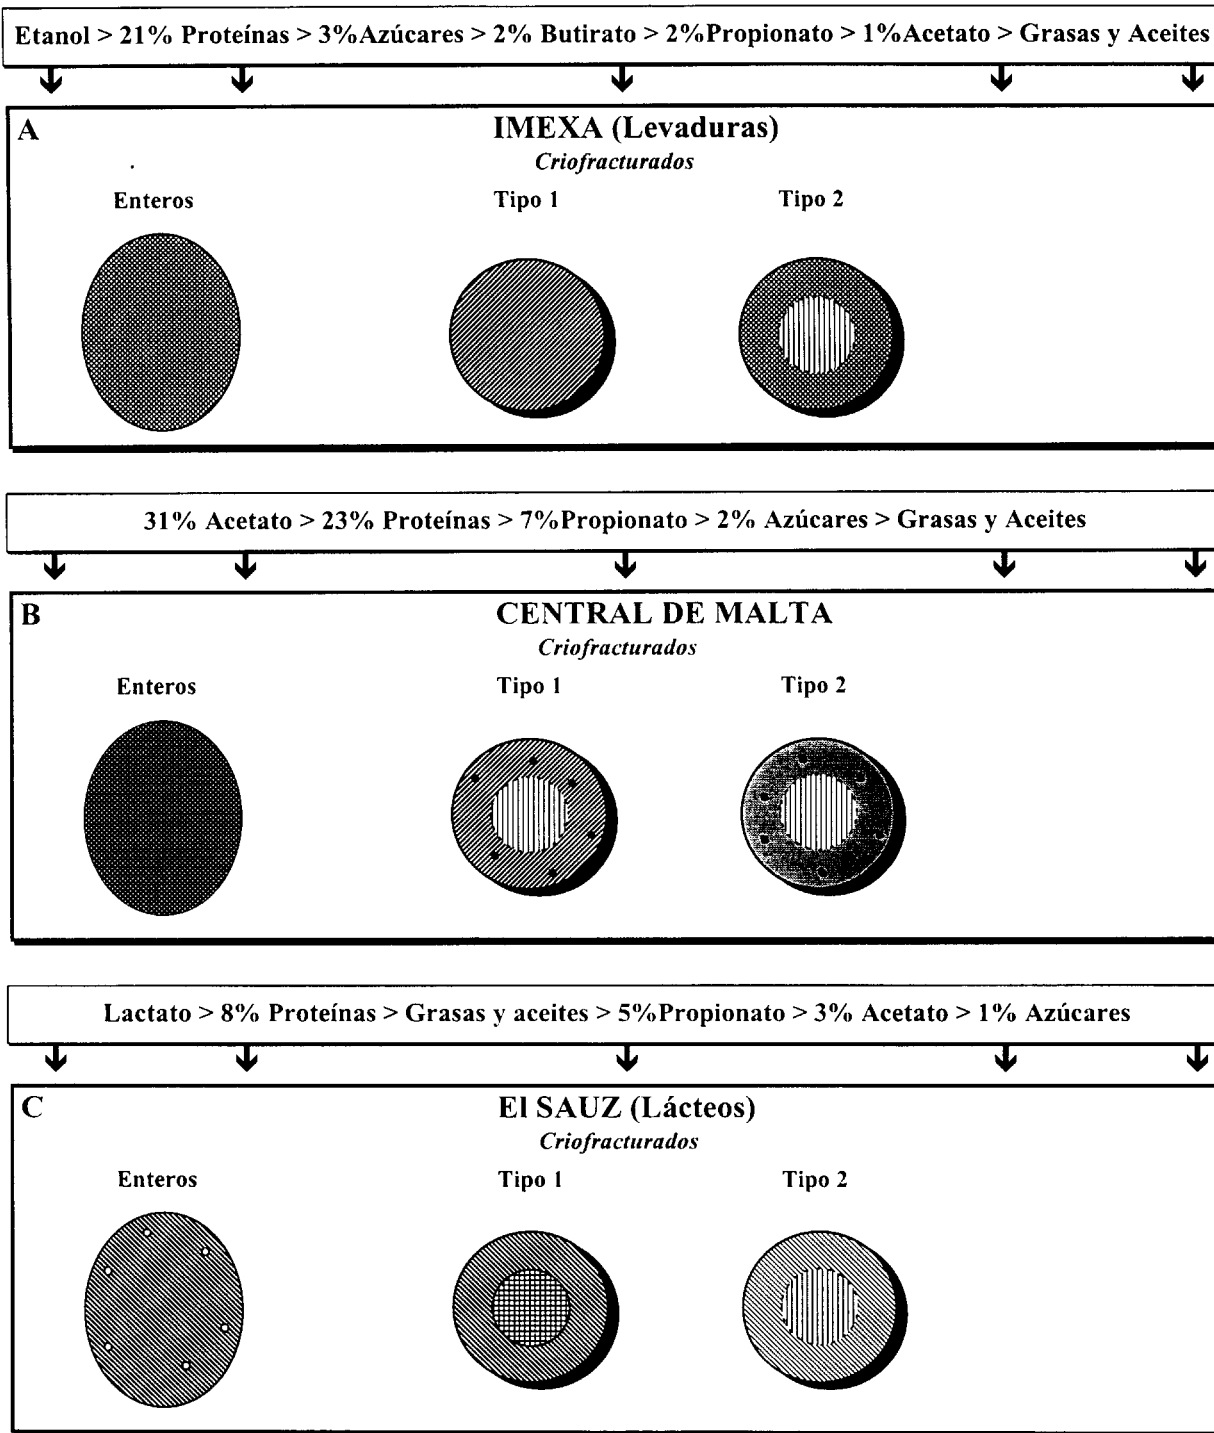 Etanol > 21% Proteínas > 3%Azúcares > 2% Butirato > 2%Propionato > 1%Acetato > Grasas y Aceites
A
IMEXA (Levaduras)
Criofracturados
Enteros Tipo 1 Tipo 2
31% Acetato > 23% Proteínas > 7%Propionato > 2% Azúcares > Grasas y Aceites
B
CENTRAL DE MALTA
Criofracturados
Enteros Tipo 1 Tipo 2
Lactato > 8% Proteínas > Grasas y aceites > 5%Propionato > 3% Acetato > 1% Azúcares
C
El SAUZ (Lácteos)
Criofracturados
Enteros Tipo 1 Tipo 2